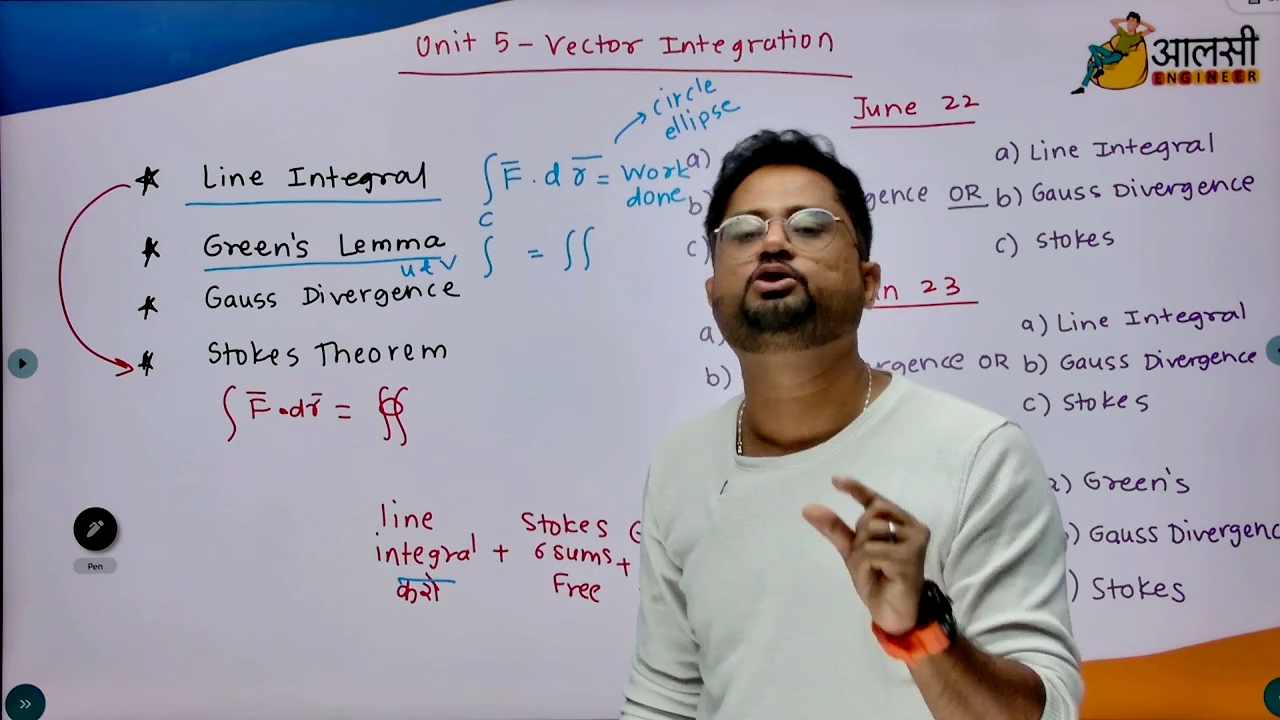 Unit 5 - Vector Integration
आलसी
ENGINEER
circle
ellipse
June 22
★ Line Integral ∫_C F̅ . d r̅ = Work done
★ Green's Lemma ∫ = ∬
u & v
★ Gauss Divergence
★ Stokes Theorem
∫ F̅ . dr̅ = ∬
a) a) Line Integral
b) gence OR b) Gauss Divergence
c) c) Stokes
n 23
a) a) Line Integral
b) rgence OR b) Gauss Divergence
c) Stokes
line integral + Stokes 6 sums + G
करो Free
Green's
Gauss Divergenc
) Stokes
Pen